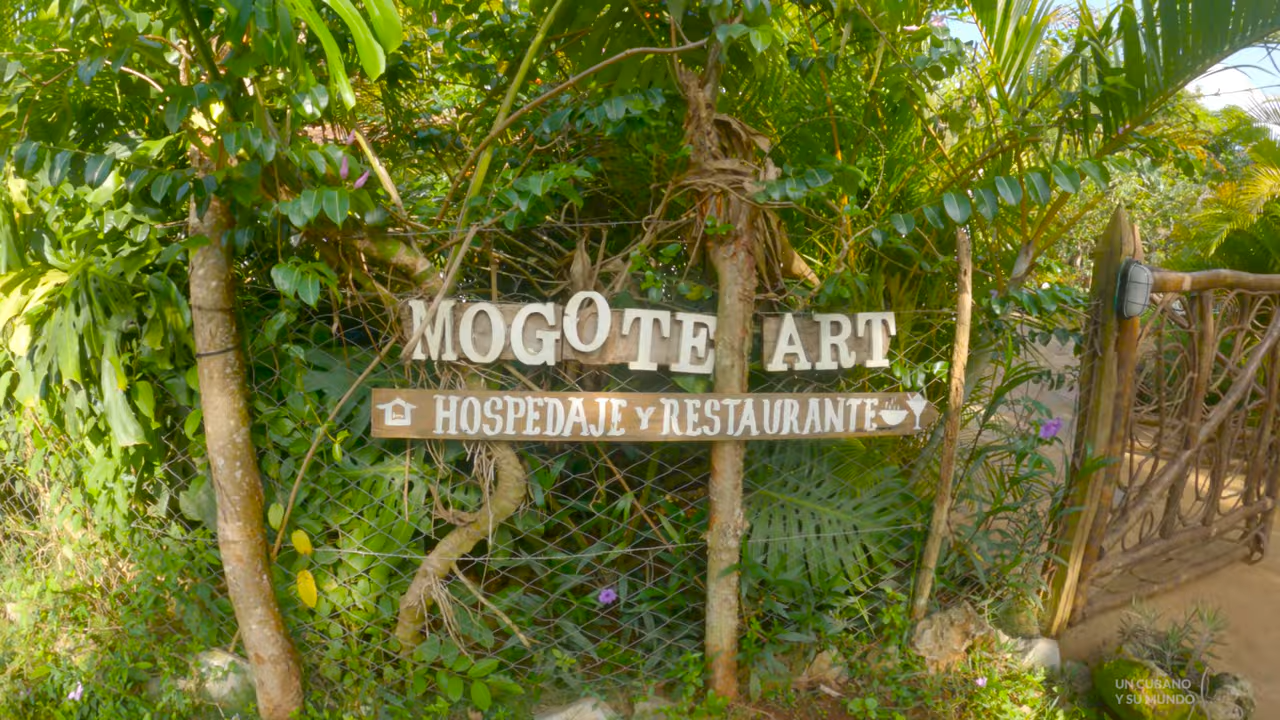 MOGOTE ART
HOSPEDAJE Y RESTAURANTE
UN CUBANO
Y SU MUNDO